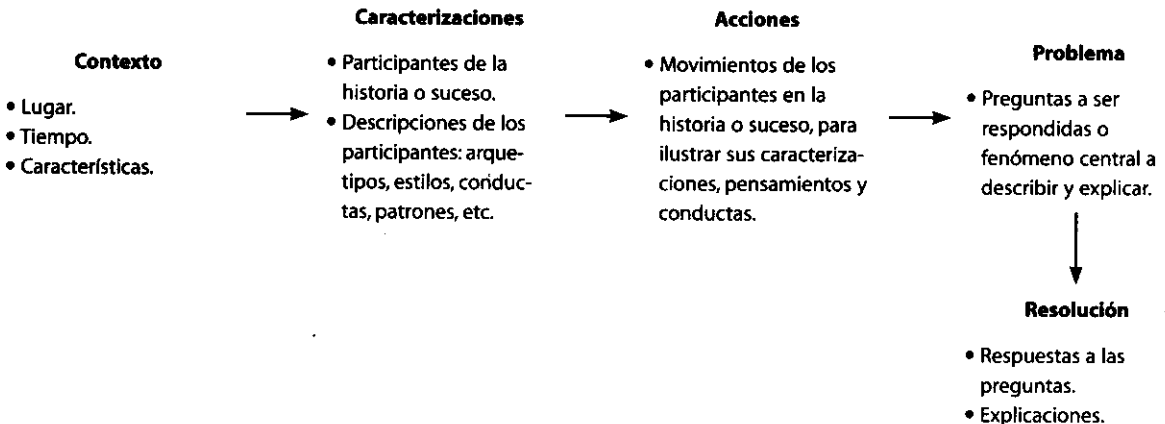 Contexto
• Lugar.
• Tiempo.
• Características.
Caracterizaciones
• Participantes de la
historia o suceso.
• Descripciones de los
participantes: arque-
tipos, estilos, conduc-
tas, patrones, etc.
Acciones
• Movimientos de los
participantes en la
historia o suceso, para
ilustrar sus caracteriza-
ciones, pensamientos y
conductas.
Problema
• Preguntas a ser
respondidas o
fenómeno central a
describir y explicar.
Resolución
• Respuestas a las
preguntas.
• Explicaciones.